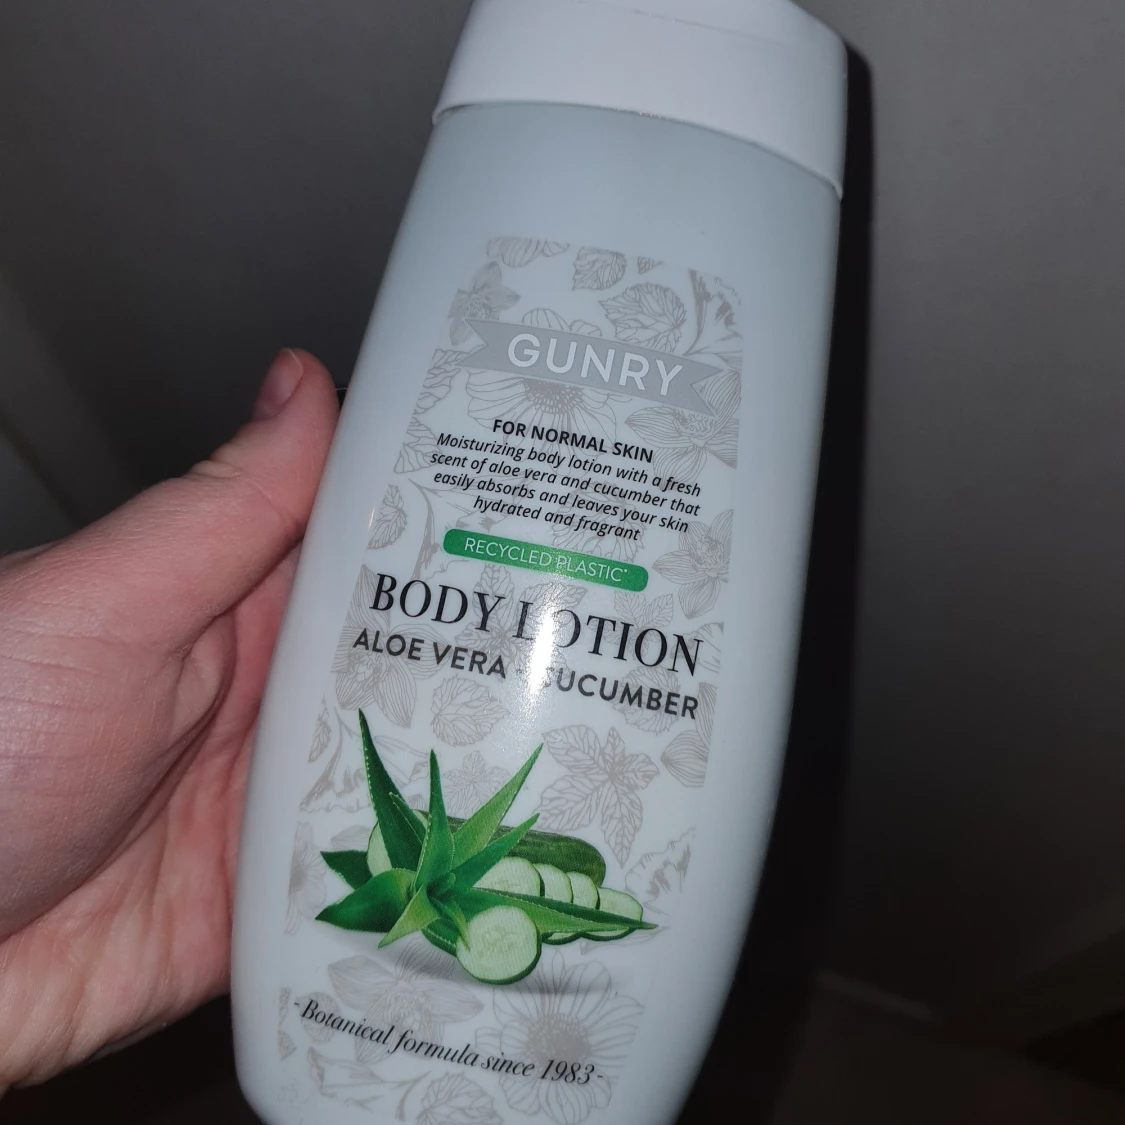 GUNRY
FOR NORMAL SKIN
Moisturizing body lotion with a fresh
scent of aloe vera and cucumber that
easily absorbs and leaves your skin
hydrated and fragrant
RECYCLED PLASTIC*
BODY LOTION
ALOE VERA - CUCUMBER
-Botanical formula since 1983-